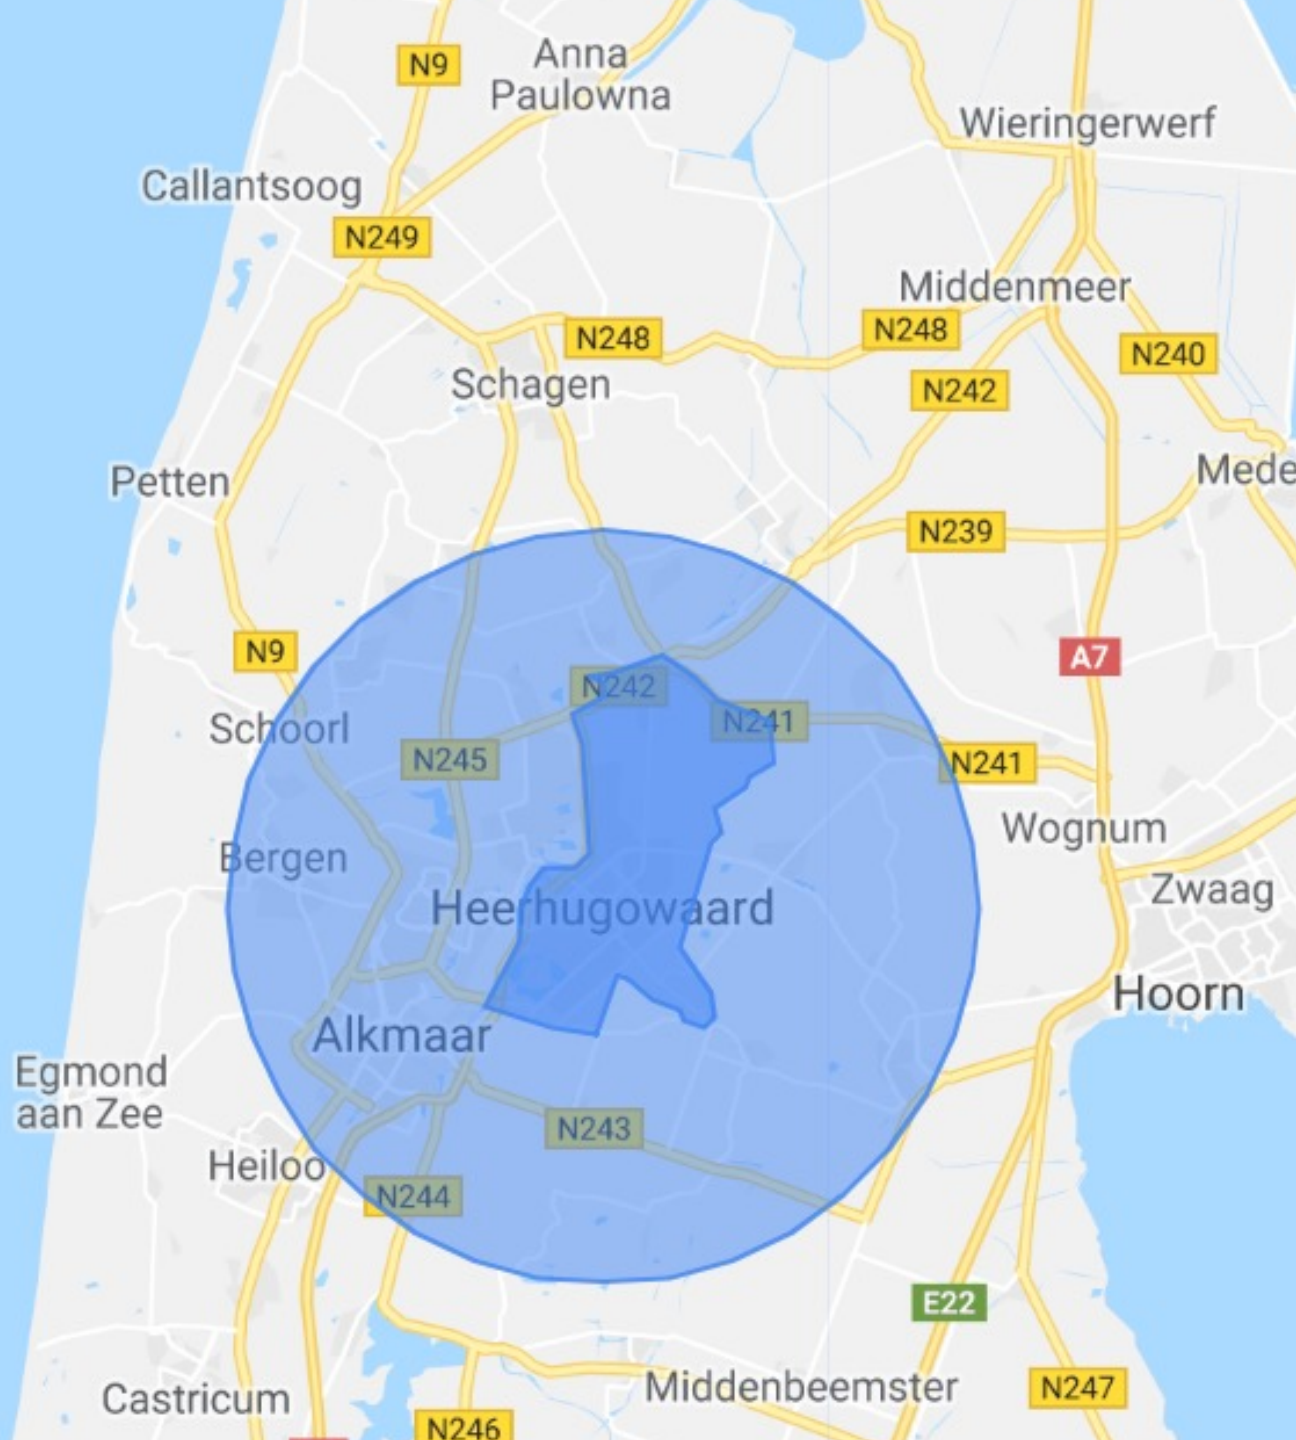 N9
Anna
Paulowna
Wieringerwerf
Callantsoog
N249
Middenmeer
N248
N248
N240
Schagen
N242
Mede
Petten
N239
N9
A7
N242
Schoorl
N241
N245
N241
Wognum
Bergen
Zwaag
Heerhugowaard
Hoorn
Alkmaar
Egmond
aan Zee
N243
Heiloo
N244
E22
Middenbeemster
N247
Castricum
N246